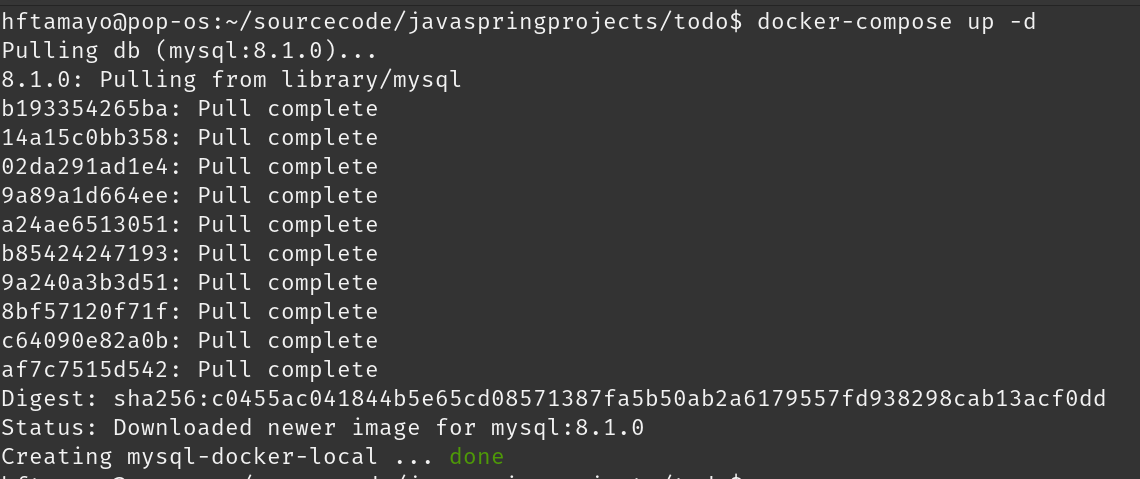 hftamayo@pop-os:~/sourcecode/javaspringprojects/todo$ docker-compose up -d
Pulling db (mysql:8.1.0)...
8.1.0: Pulling from library/mysql
b193354265ba: Pull complete
14a15c0bb358: Pull complete
02da291ad1e4: Pull complete
9a89a1d664ee: Pull complete
a24ae6513051: Pull complete
b85424247193: Pull complete
9a240a3b3d51: Pull complete
8bf57120f71f: Pull complete
c64090e82a0b: Pull complete
af7c7515d542: Pull complete
Digest: sha256:c0455ac041844b5e65cd08571387fa5b50ab2a6179557fd938298cab13acf0dd
Status: Downloaded newer image for mysql:8.1.0
Creating mysql-docker-local ... done